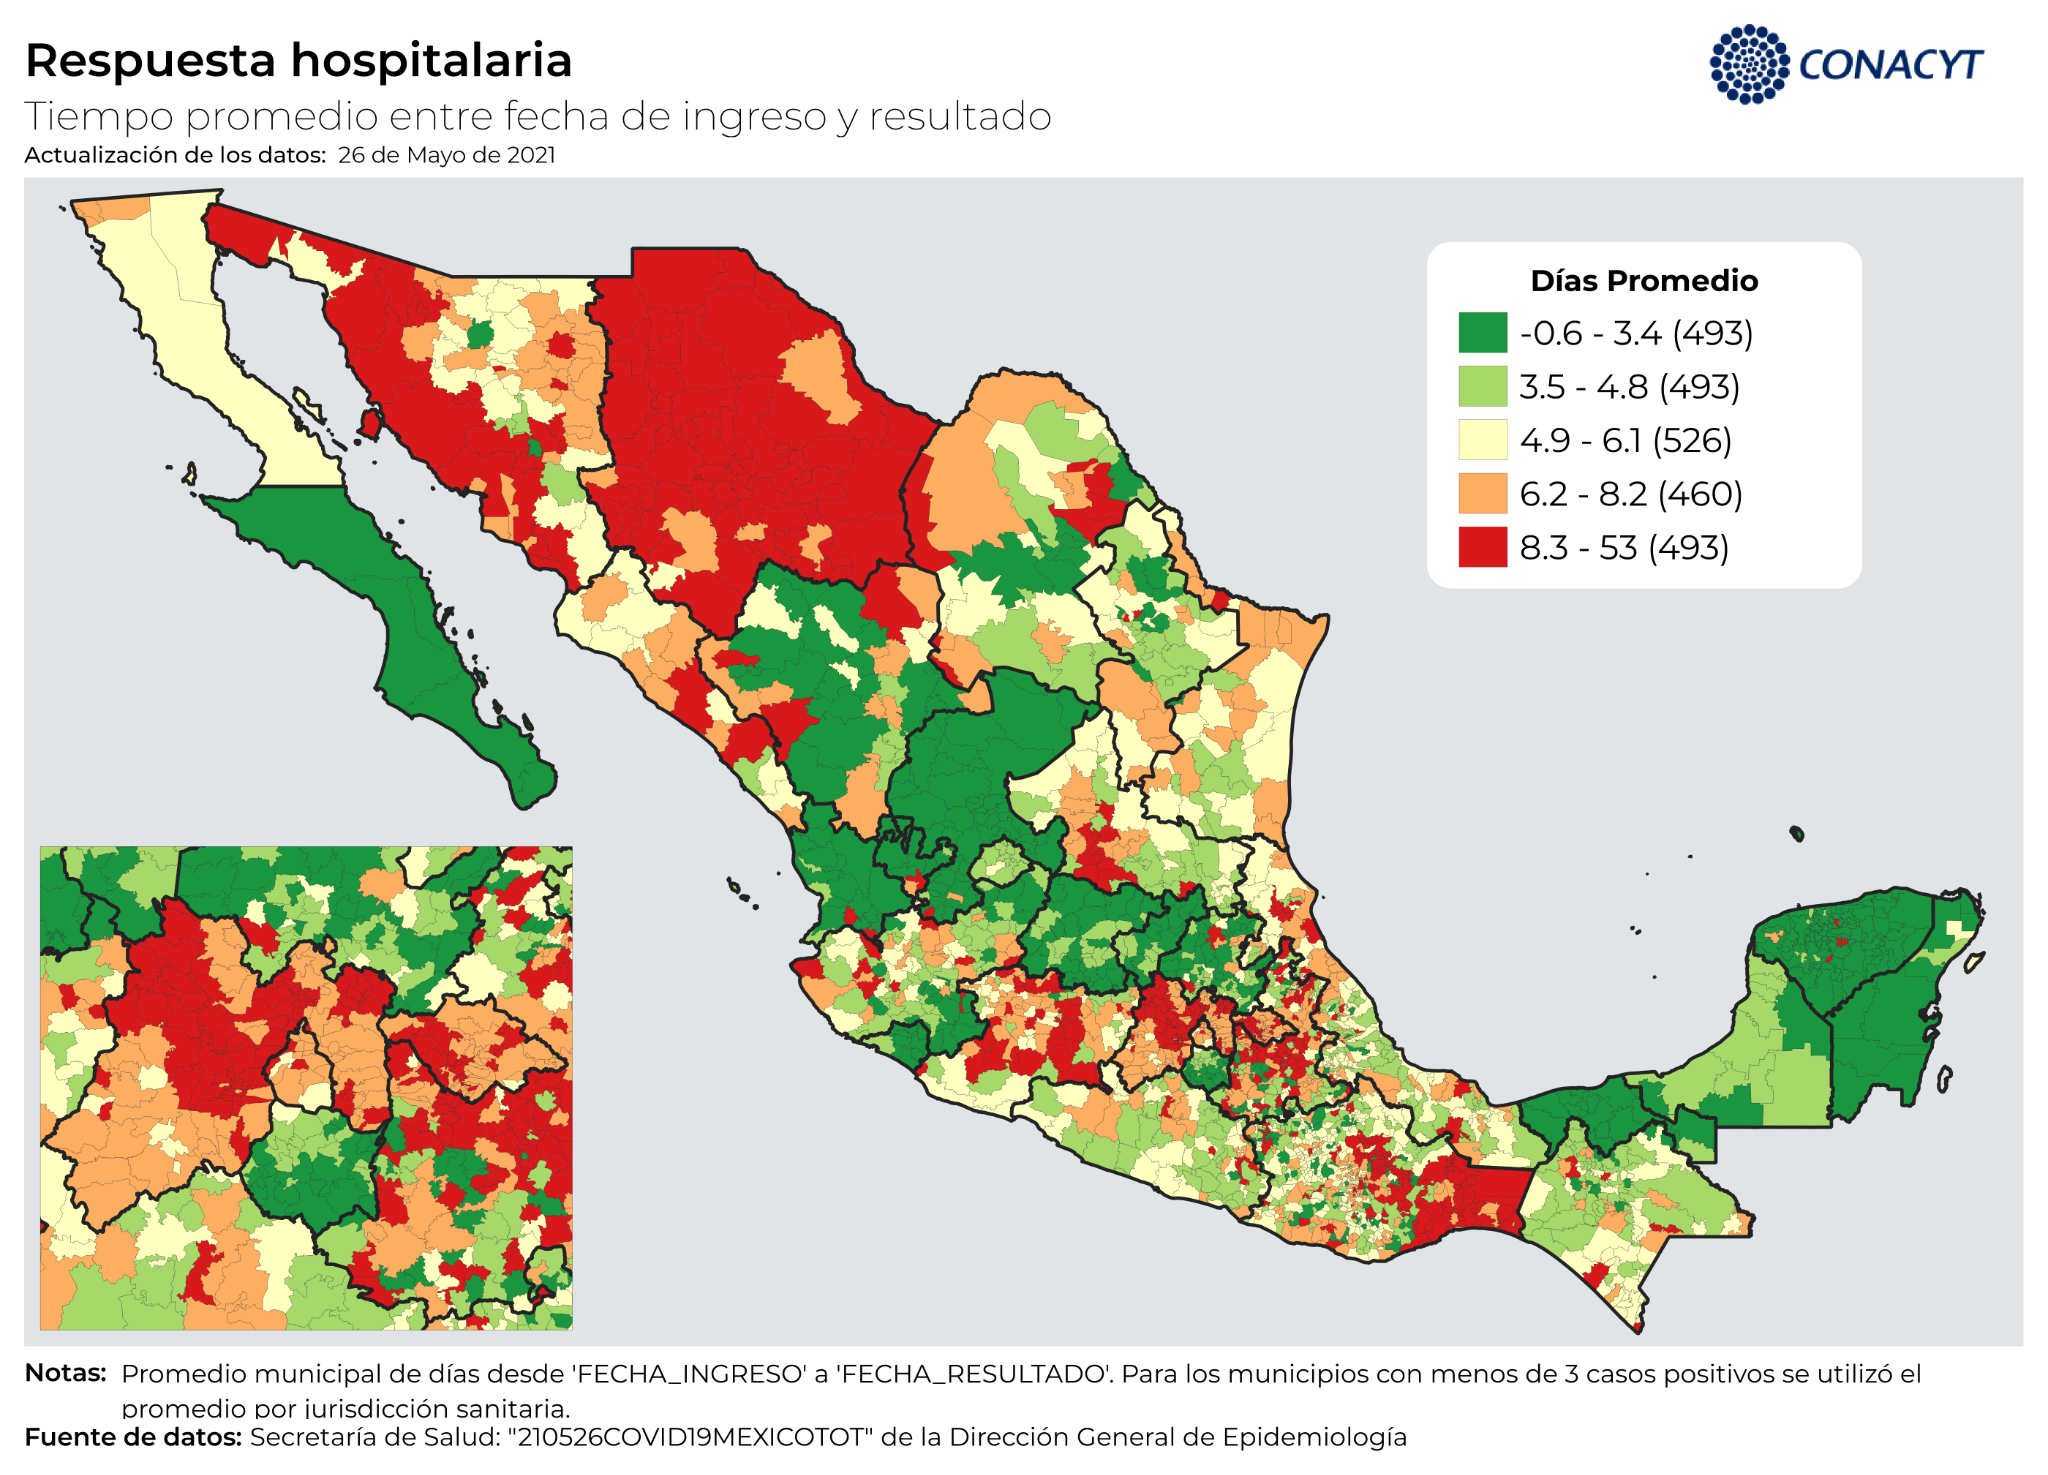 Respuesta hospitalaria
CONACYT
Tiempo promedio entre fecha de ingreso y resultado
Actualización de los datos: 26 de Mayo de 2021
Días Promedio
-0.6 - 3.4 (493)
3.5 - 4.8 (493)
4.9 - 6.1 (526)
6.2 - 8.2 (460)
8.3 - 53 (493)
Notas: Promedio municipal de días desde 'FECHA_INGRESO' a 'FECHA_RESULTADO'. Para los municipios con menos de 3 casos positivos se utilizó el
promedio por jurisdicción sanitaria.
Fuente de datos: Secretaría de Salud: "210526COVID19MEXICOTOT" de la Dirección General de Epidemiología